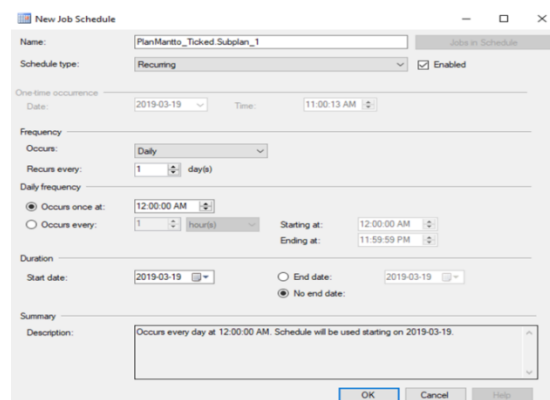 New Job Schedule
Name: PlanMantto_Ticked.Subplan_1 Jobs in Schedule
Schedule type: Recurring Enabled
One-time occurrence
Date: 2019-03-19 Time: 11:00:13 AM
Frequency
Occurs: Daily
Recurs every: 1 day(s)
Daily frequency
Occurs once at: 12:00:00 AM
Occurs every: 1 hour(s) Starting at: 12:00:00 AM
Ending at: 11:59:59 PM
Duration
Start date: 2019-03-19 End date: 2019-03-19
No end date:
Summary
Description: Occurs every day at 12:00:00 AM. Schedule will be used starting on 2019-03-19.
OK Cancel Help